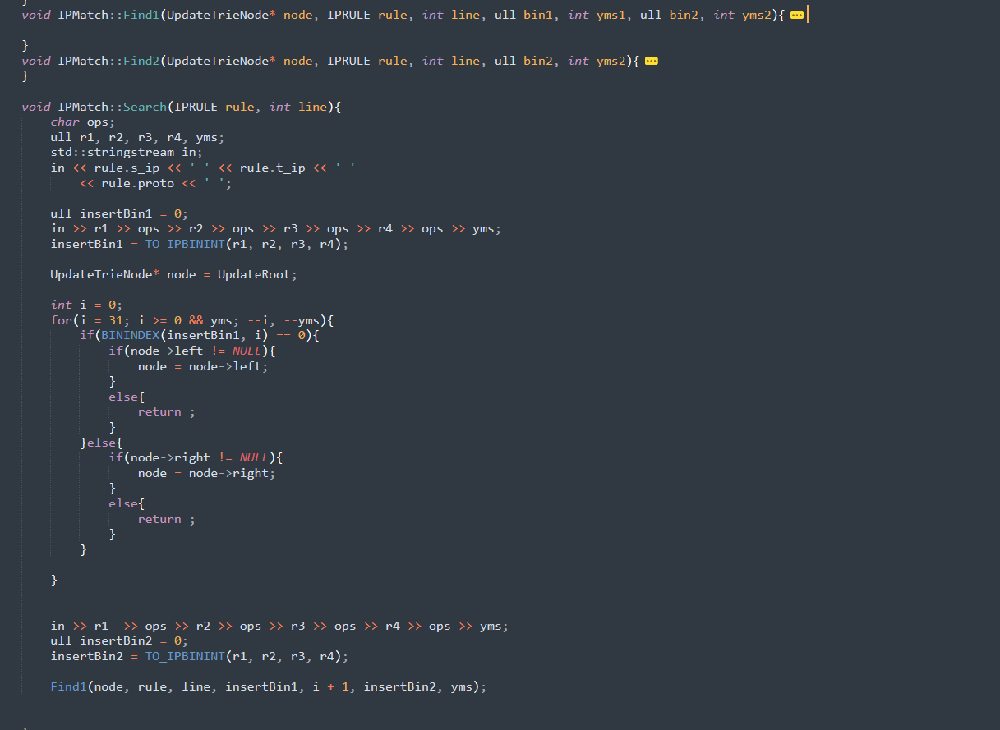 }
void IPMatch::Find1(UpdateTrieNode* node, IPRULE rule, int line, ull bin1, int yms1, ull bin2, int yms2){
}
void IPMatch::Find2(UpdateTrieNode* node, IPRULE rule, int line, ull bin2, int yms2){
}
void IPMatch::Search(IPRULE rule, int line){
char ops;
ull r1, r2, r3, r4, yms;
std::stringstream in;
in << rule.s_ip << ' ' << rule.t_ip << ' '
<< rule.proto << ' ';
ull insertBin1 = 0;
in >> r1 >> ops >> r2 >> ops >> r3 >> ops >> r4 >> ops >> yms;
insertBin1 = TO_IPBININT(r1, r2, r3, r4);
UpdateTrieNode* node = UpdateRoot;
int i = 0;
for(i = 31; i >= 0 && yms; --i, --yms){
if(BININDEX(insertBin1, i) == 0){
if(node->left != NULL){
node = node->left;
}
else{
return ;
}
}else{
if(node->right != NULL){
node = node->right;
}
else{
return ;
}
}
}
in >> r1  >> ops >> r2 >> ops >> r3 >> ops >> r4 >> ops >> yms;
ull insertBin2 = 0;
insertBin2 = TO_IPBININT(r1, r2, r3, r4);
Find1(node, rule, line, insertBin1, i + 1, insertBin2, yms);
}